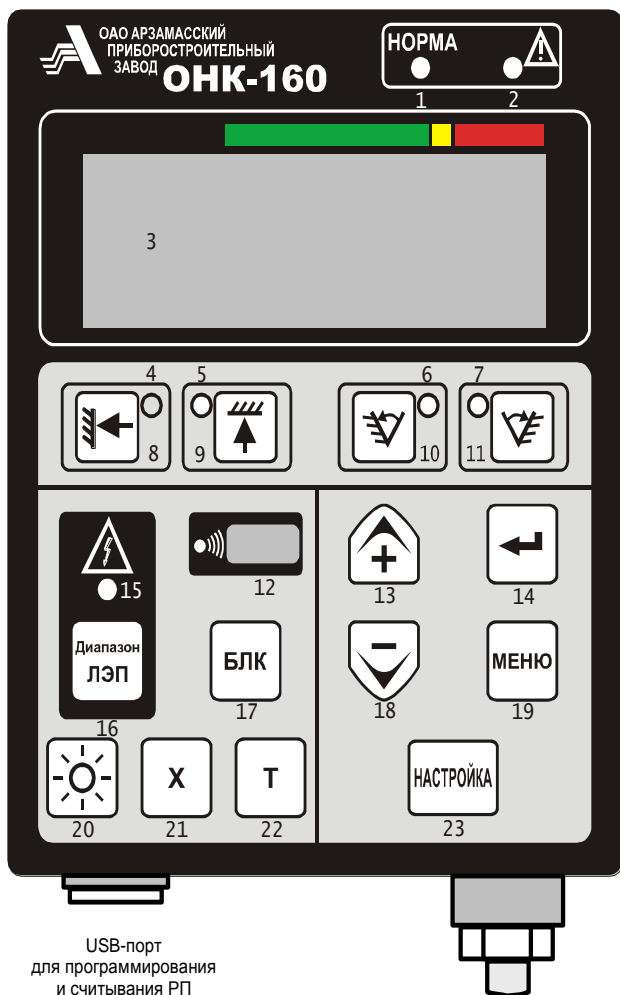 ОАО АРЗАМАССКИЙ
ПРИБОРОСТРОИТЕЛЬНЫЙ
ЗАВОД
ОНК-160
НОРМА
1 2
3
4 5 6 7
8 9 10 11
15
12
13
14
Диапазон
ЛЭП
БЛК
МЕНЮ
16
17
18
19
X
T
НАСТРОЙКА
20
21
22
23
USB-порт
для программирования
и считывания РП